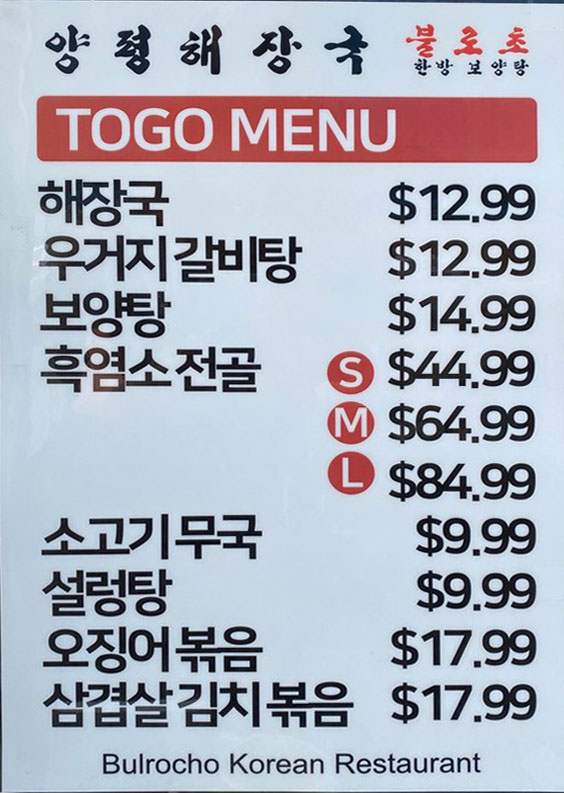 양평해장국 불로초
한방 보양탕
TOGO MENU
해장국 $12.99
우거지 갈비탕 $12.99
보양탕 $14.99
흑염소 전골 S $44.99
M $64.99
L $84.99
소고기 무국 $9.99
설렁탕 $9.99
오징어 볶음 $17.99
삼겹살 김치 볶음 $17.99
Bulrocho Korean Restaurant